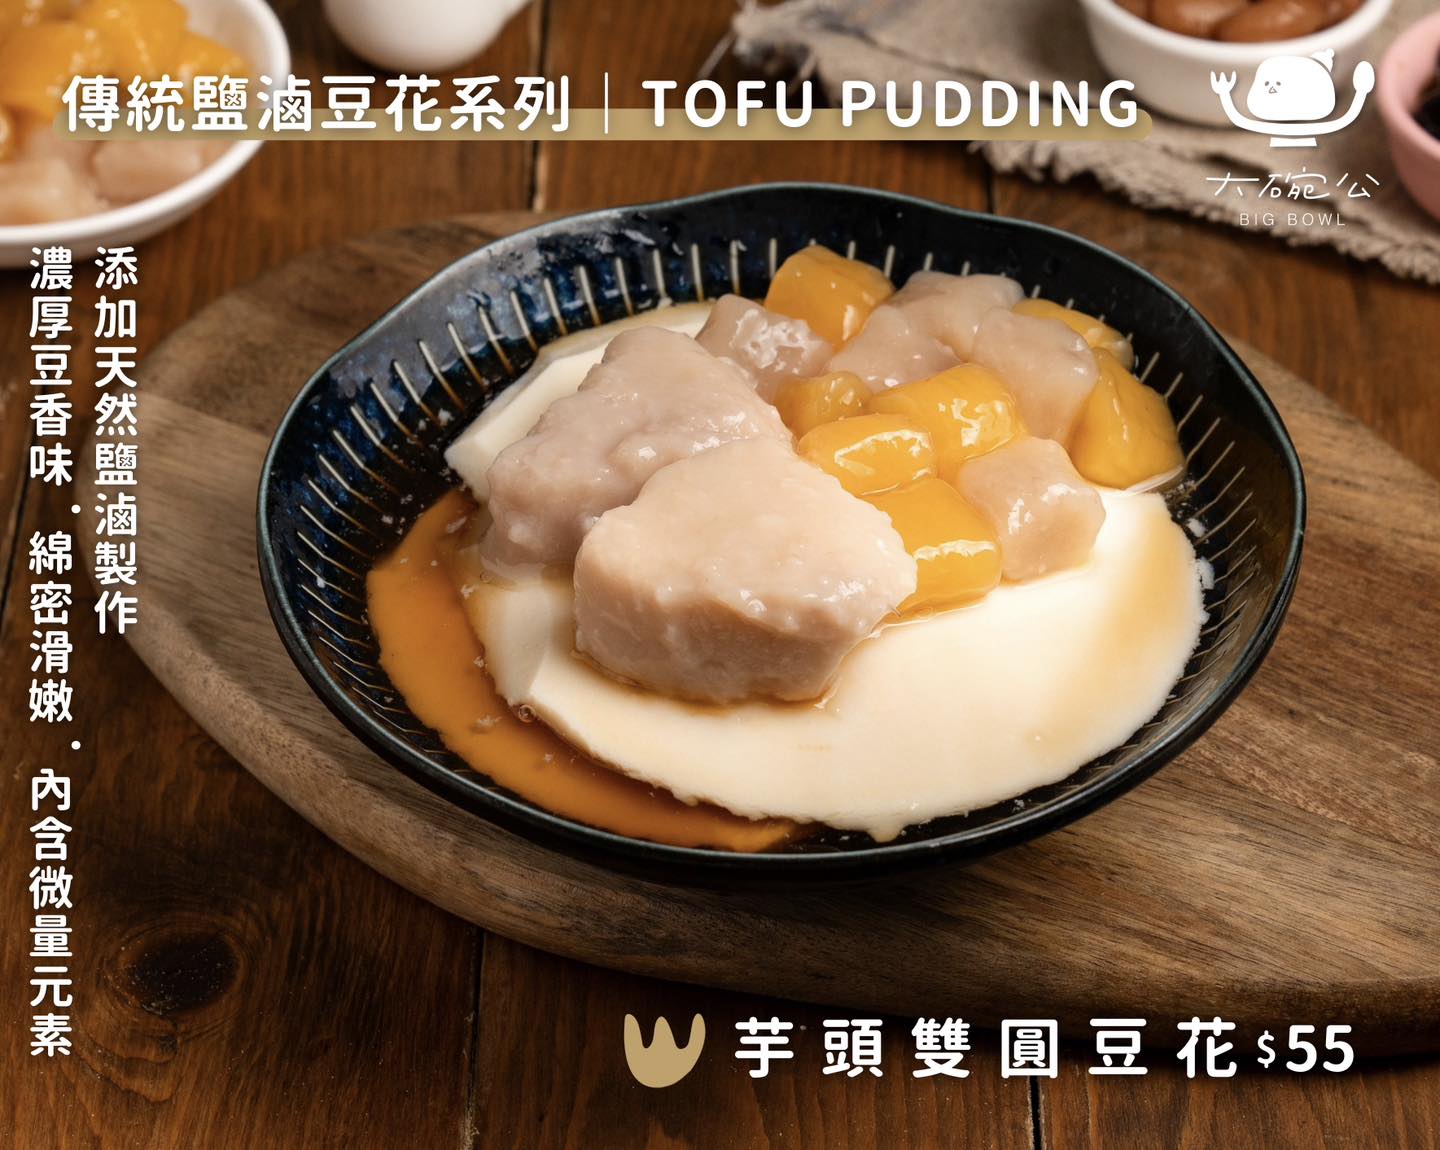 傳統鹽滷豆花系列｜TOFU PUDDING
大碗公
BIG BOWL
添加天然鹽滷製作
濃厚豆香味．綿密滑嫩．內含微量元素
芋頭雙圓豆花$55